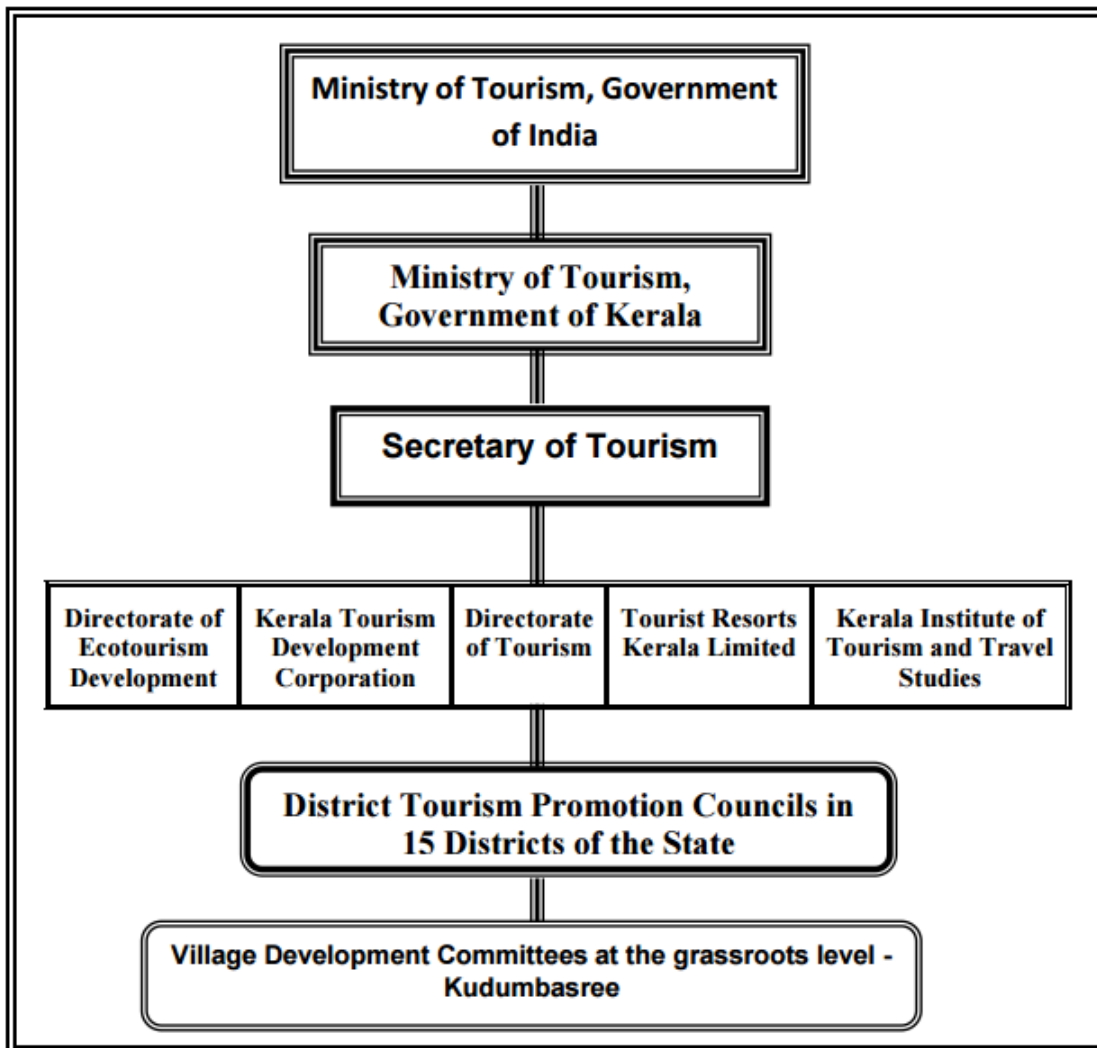 Ministry of Tourism, Government
of India
Ministry of Tourism,
Government of Kerala
Secretary of Tourism
Directorate of
Ecotourism
Development
Kerala Tourism
Development
Corporation
Directorate
of Tourism
Tourist Resorts
Kerala Limited
Kerala Institute of
Tourism and Travel
Studies
District Tourism Promotion Councils in
15 Districts of the State
Village Development Committees at the grassroots level -
Kudumbasree